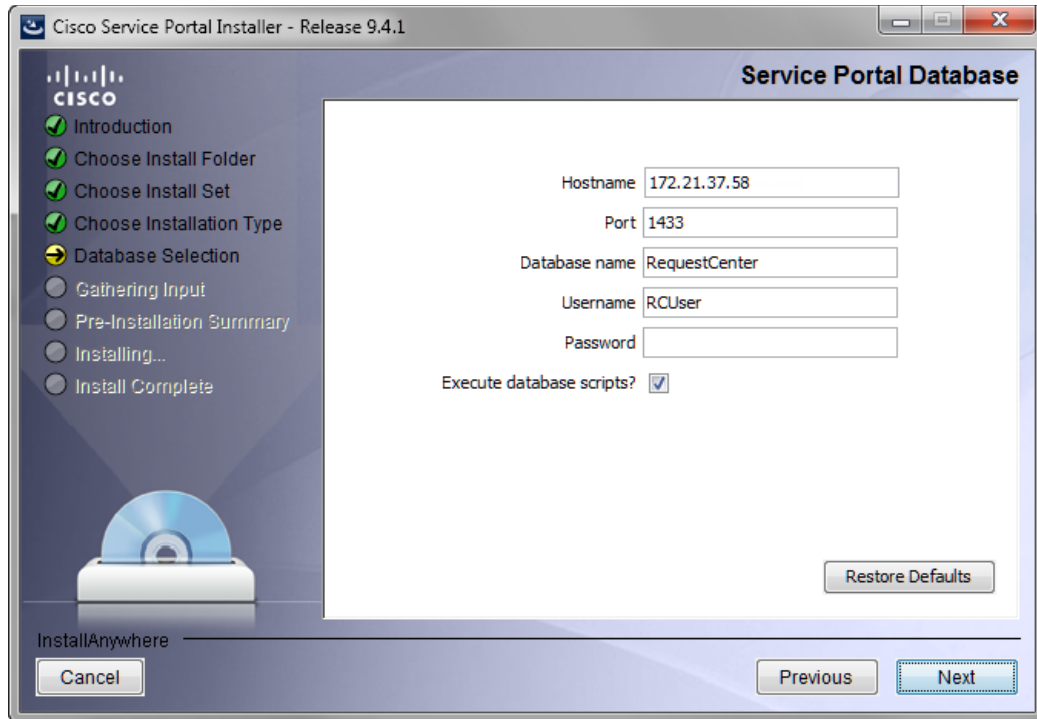 Cisco Service Portal Installer - Release 9.4.1
Service Portal Database
CISCO
Introduction
Choose Install Folder
Choose Install Set
Choose Installation Type
Database Selection
Gathering Input
Pre-Installation Summary
Installing...
Install Complete
Hostname 172.21.37.58
Port 1433
Database name RequestCenter
Username RCUser
Password
Execute database scripts?
Restore Defaults
InstallAnywhere
Cancel
Previous
Next